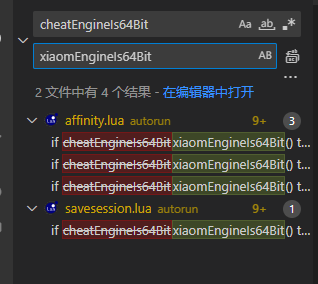 cheatEngineIs64Bit Aa ab .*
xiaomEngineIs64Bit AB
...
2 文件中有 4 个结果 - 在编辑器中打开
affinity.lua autorun 9+ 3
if cheatEngineIs64BitxiaomEngineIs64Bit() t...
if cheatEngineIs64BitxiaomEngineIs64Bit() t...
if cheatEngineIs64BitxiaomEngineIs64Bit() t...
savesession.lua autorun 9+ 1
if cheatEngineIs64BitxiaomEngineIs64Bit() t...